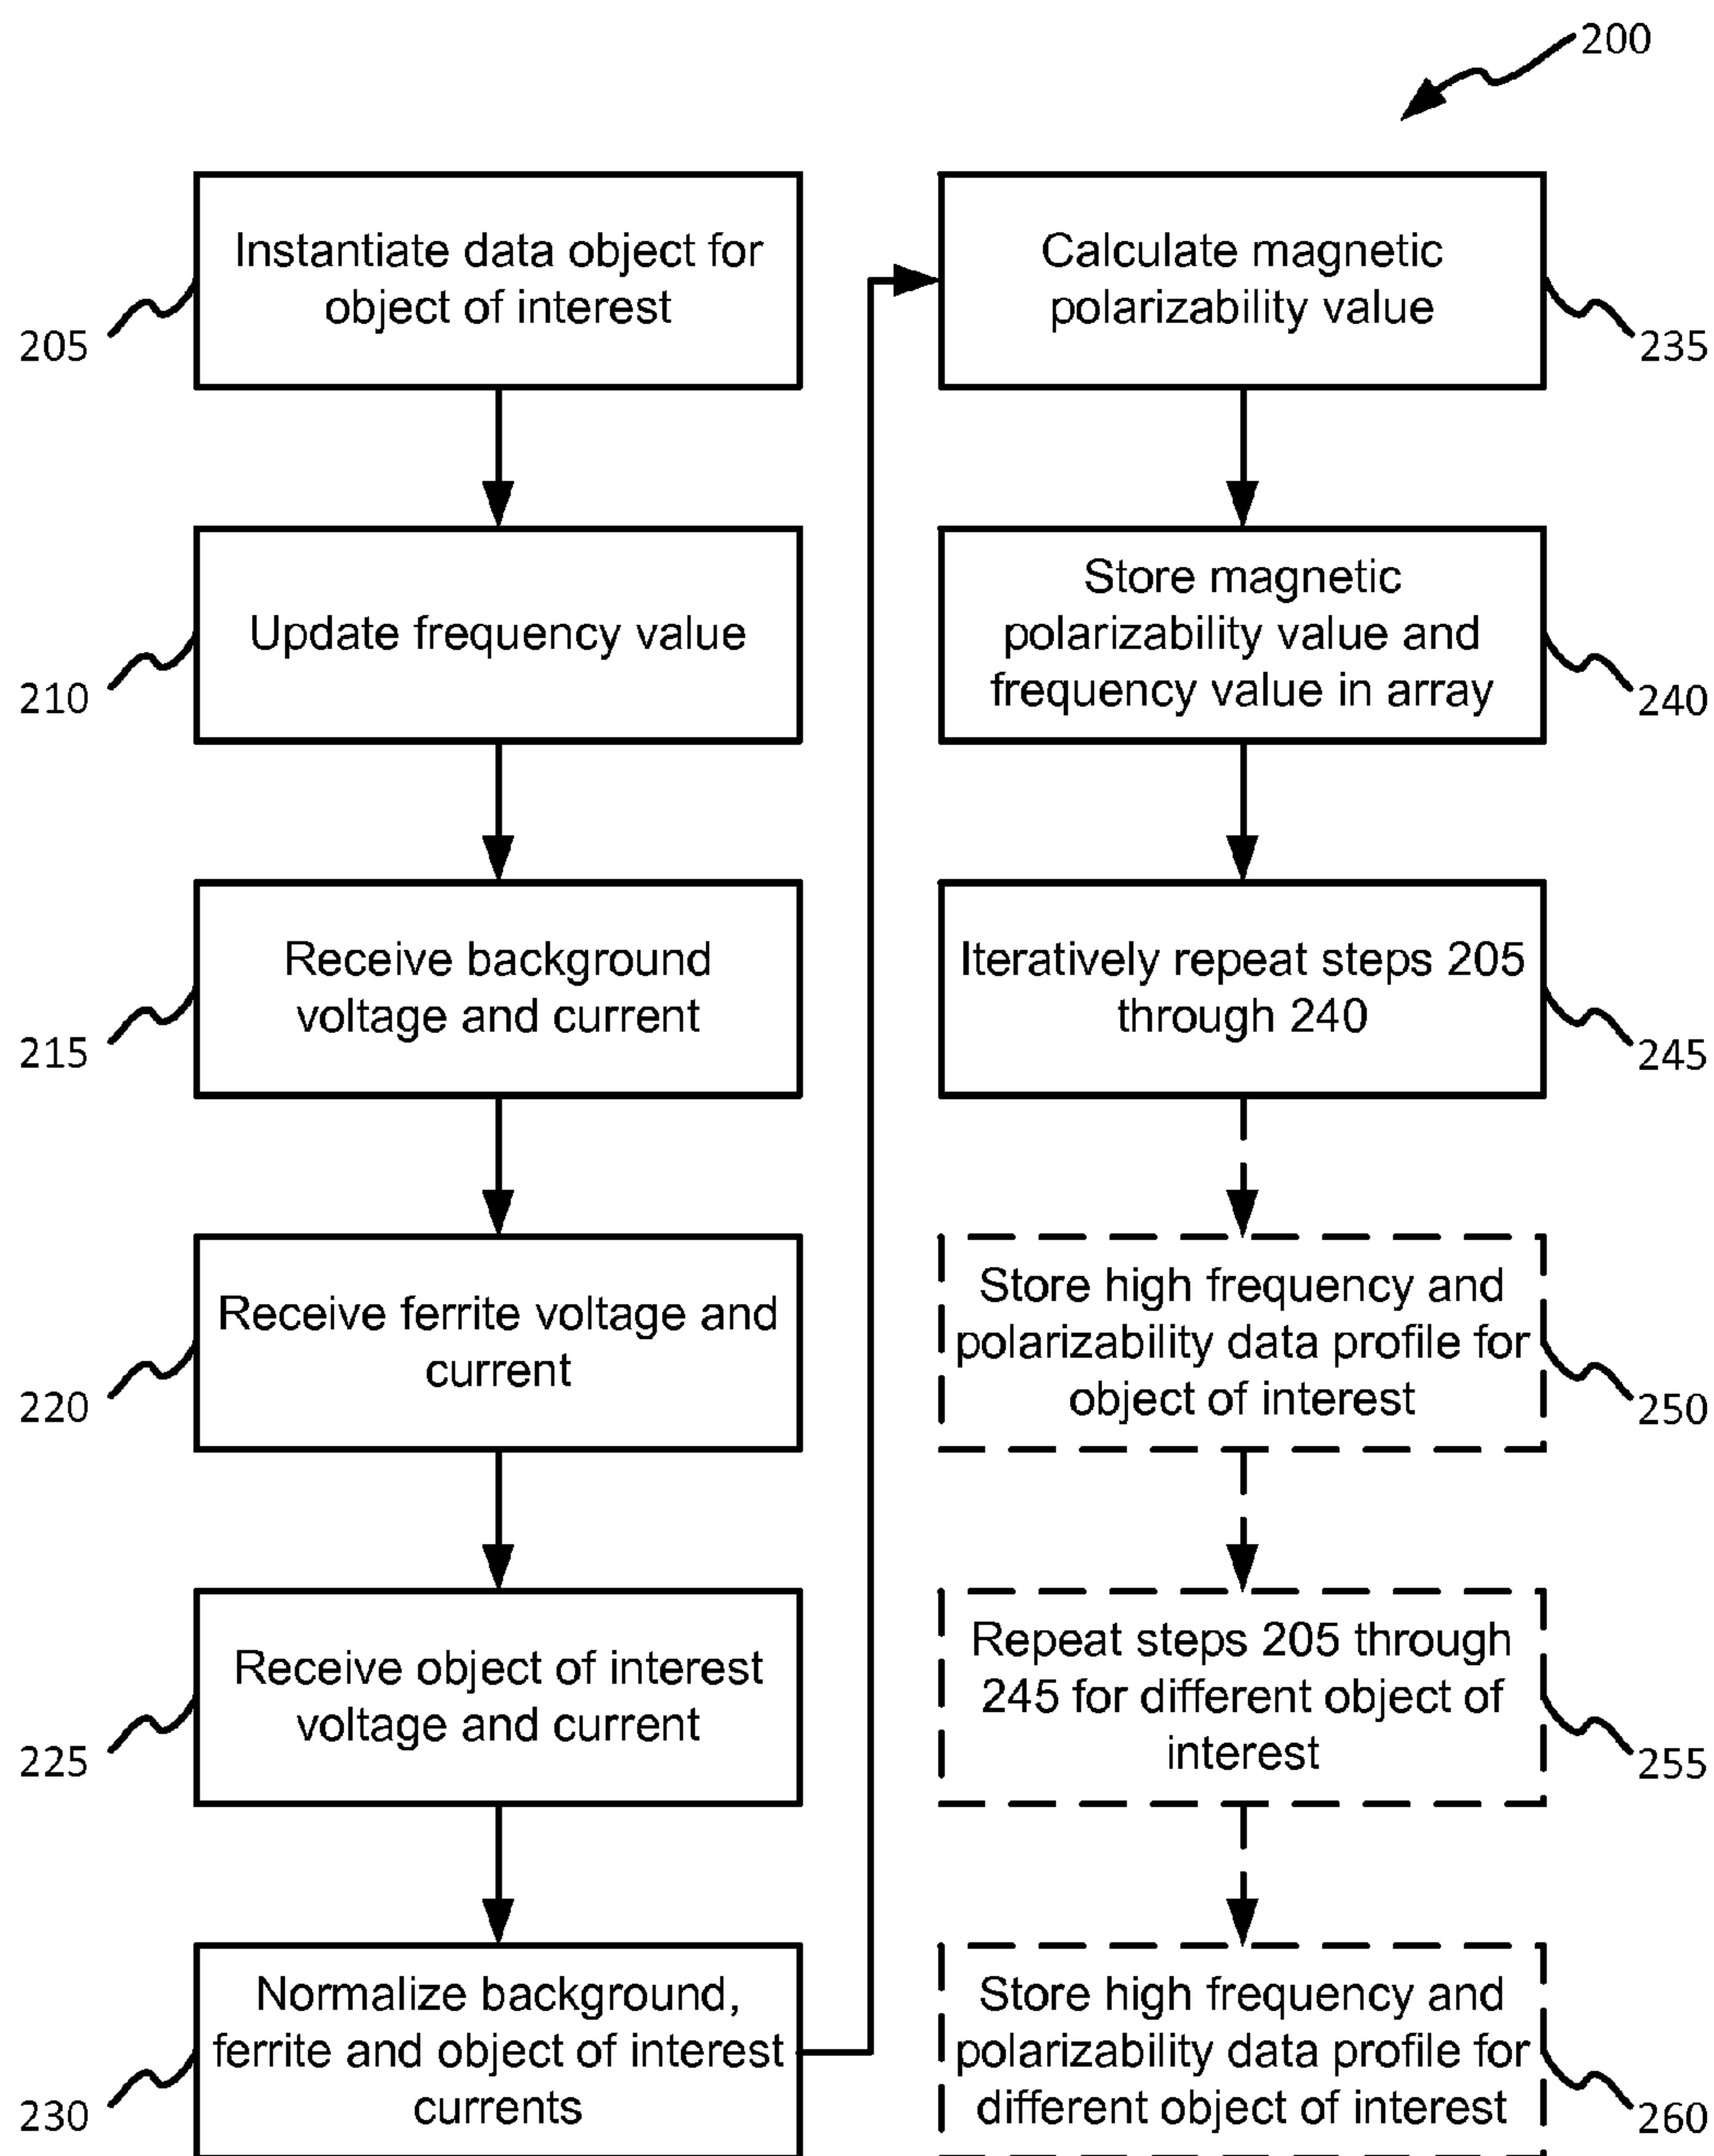 200
Instantiate data object for
object of interest
205
Update frequency value
210
Receive background
voltage and current
215
Receive ferrite voltage and
current
220
Receive object of interest
voltage and current
225
Normalize background,
ferrite and object of interest
currents
230
Calculate magnetic
polarizability value
235
Store magnetic
polarizability value and
frequency value in array
240
Iteratively repeat steps 205
through 240
245
Store high frequency and
polarizability data profile for
object of interest
250
Repeat steps 205 through
245 for different object of
interest
255
Store high frequency and
polarizability data profile for
different object of interest
260